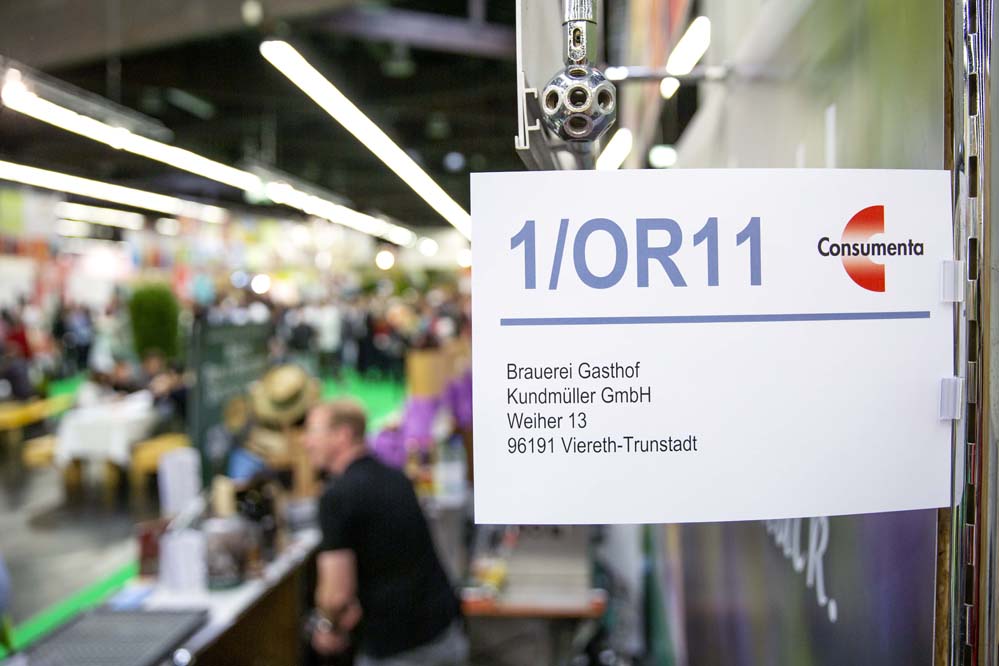 1/OR11
Consumenta
Brauerei Gasthof
Kundmüller GmbH
Weiher 13
96191 Viereth-Trunstadt